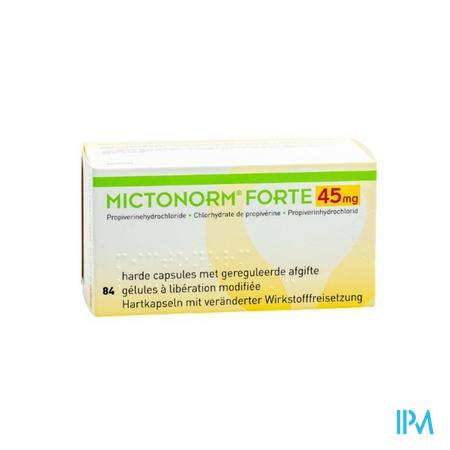 MICTONORM® FORTE 45mg
Propiverinehydrochloride • Chlorhydrate de propivérine • Propiverinhydrochlorid
harde capsules met gereguleerde afgifte
84 gélules à libération modifiée
Hartkapseln mit veränderter Wirkstofffreisetzung
IPM